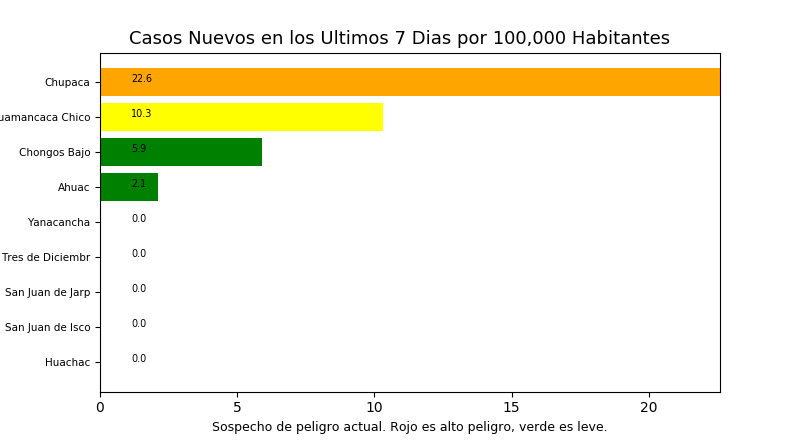 Casos Nuevos en los Ultimos 7 Dias por 100,000 Habitantes
Chupaca 22.6
uamancaca Chico 10.3
Chongos Bajo 5.9
Ahuac 2.1
Yanacancha 0.0
Tres de Diciembr 0.0
San Juan de Jarp 0.0
San Juan de Isco 0.0
Huachac 0.0
0 5 10 15 20
Sospecho de peligro actual. Rojo es alto peligro, verde es leve.